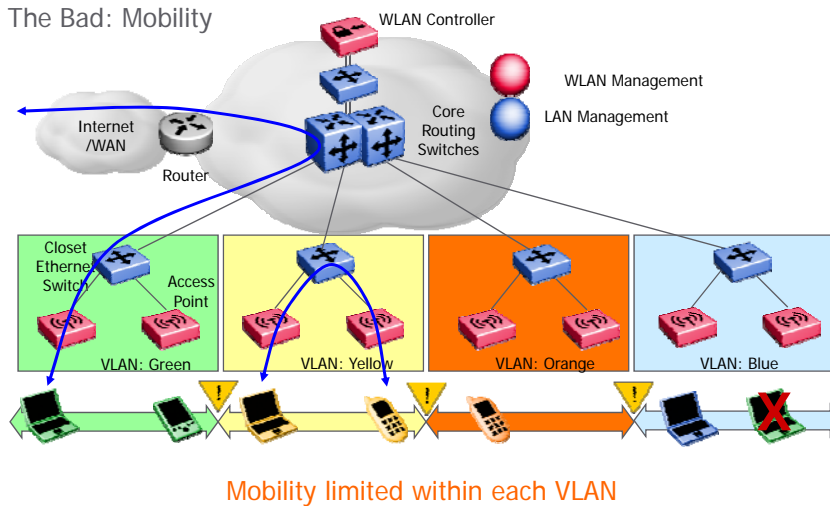 The Bad: Mobility
WLAN Controller
WLAN Management
LAN Management
Core
Routing
Switches
Internet
/WAN
Router
Closet
Ethernet
Switch
Access
Point
VLAN: Green
VLAN: Yellow
VLAN: Orange
VLAN: Blue
!
!
!
X
Mobility limited within each VLAN